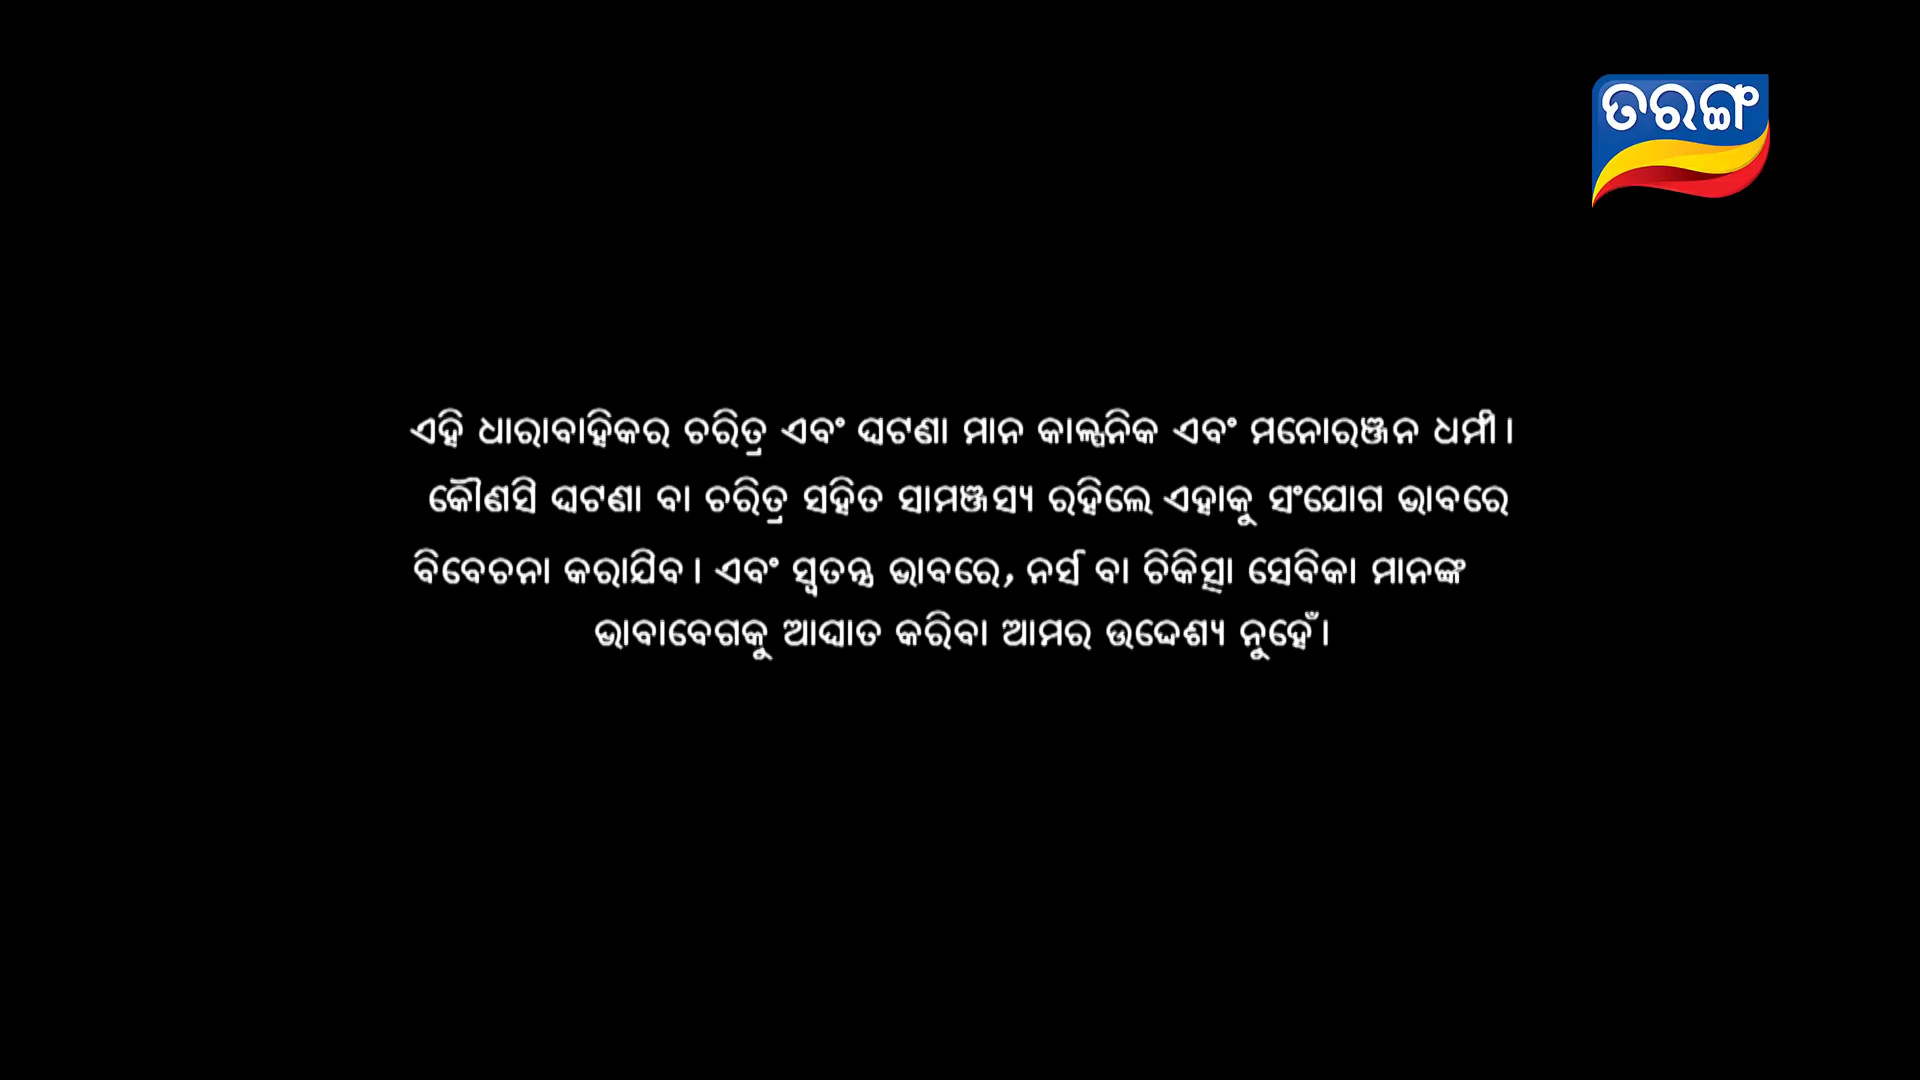 ତରଙ୍ଗ
ଏହି ଧାରାବାହିକର ଚରିତ୍ର ଏବଂ ଘଟଣା ମାନ କାଳ୍ପନିକ ଏବଂ ମନୋରଞ୍ଜନ ଧର୍ମୀ।
କୌଣସି ଘଟଣା ବା ଚରିତ୍ର ସହିତ ସାମଞ୍ଜସ୍ୟ ରହିଲେ ଏହାକୁ ସଂଯୋଗ ଭାବରେ
ବିବେଚନା କରାଯିବ। ଏବଂ ସ୍ୱତନ୍ତ୍ର ଭାବରେ, ନର୍ସ ବା ଚିକିତ୍ସା ସେବିକା ମାନଙ୍କ
ଭାବାବେଗକୁ ଆଘାତ କରିବା ଆମର ଉଦ୍ଦେଶ୍ୟ ନୁହେଁ।